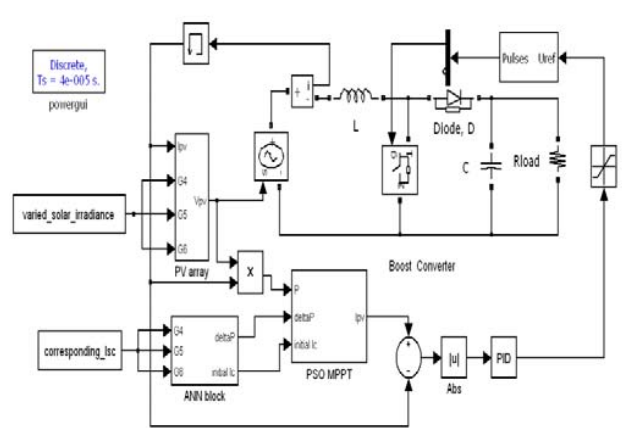 Discrete,
Ts = 4e-005 s.
powergui
Pulses Uref
+ i
-
L
Diode, D
C
Rload
Ipv
G4
G5
G6
Vpv
varied_solar_irradiance
PV array
X
Boost Converter
P
deltaP
initial Ic
Ipv
PSO MPPT
corresponding_Isc
G4
G5
G6
deltaP
initial Ic
ANN block
+
-
|u|
Abs
PID